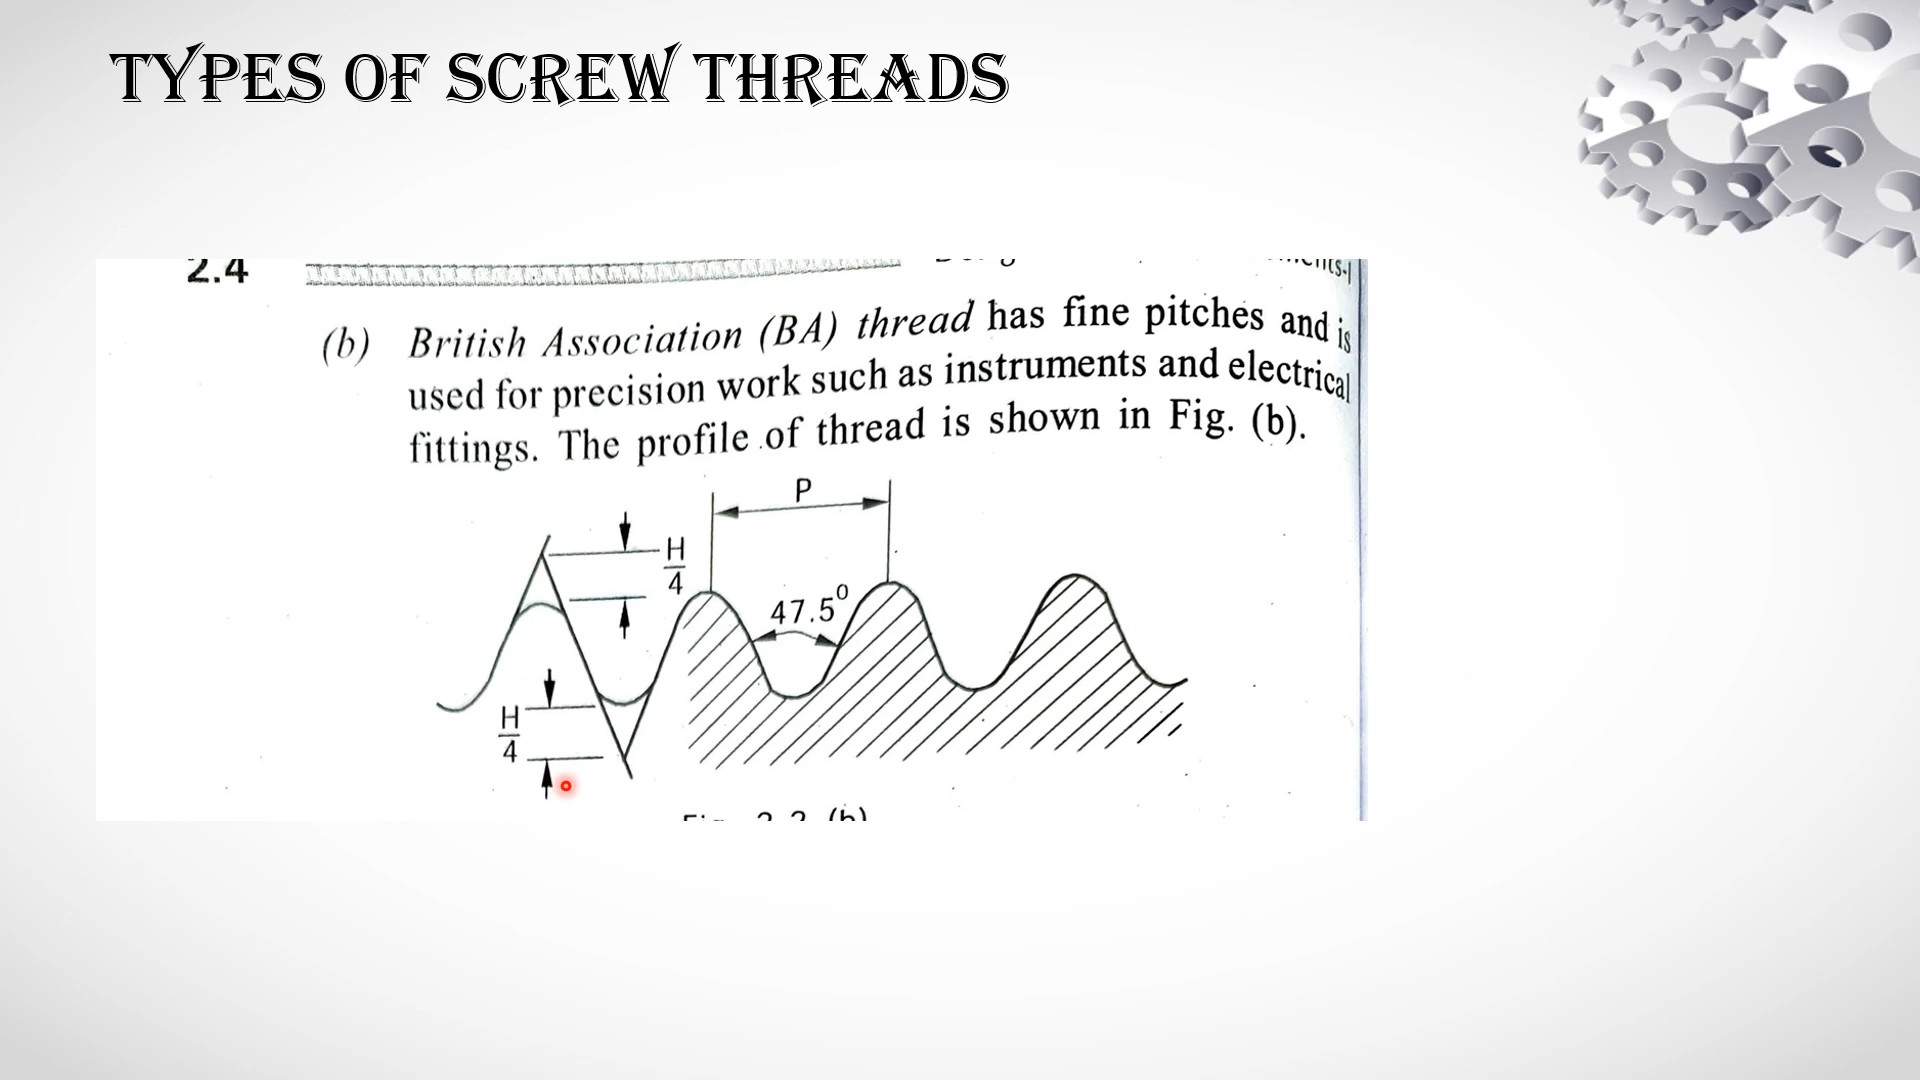 TYPES OF SCREW THREADS
2.4
(b) British Association (BA) thread has fine pitches and is
used for precision work such as instruments and electrical
fittings. The profile of thread is shown in Fig. (b).
P
H
4
47.5⁰
H
4
(b)